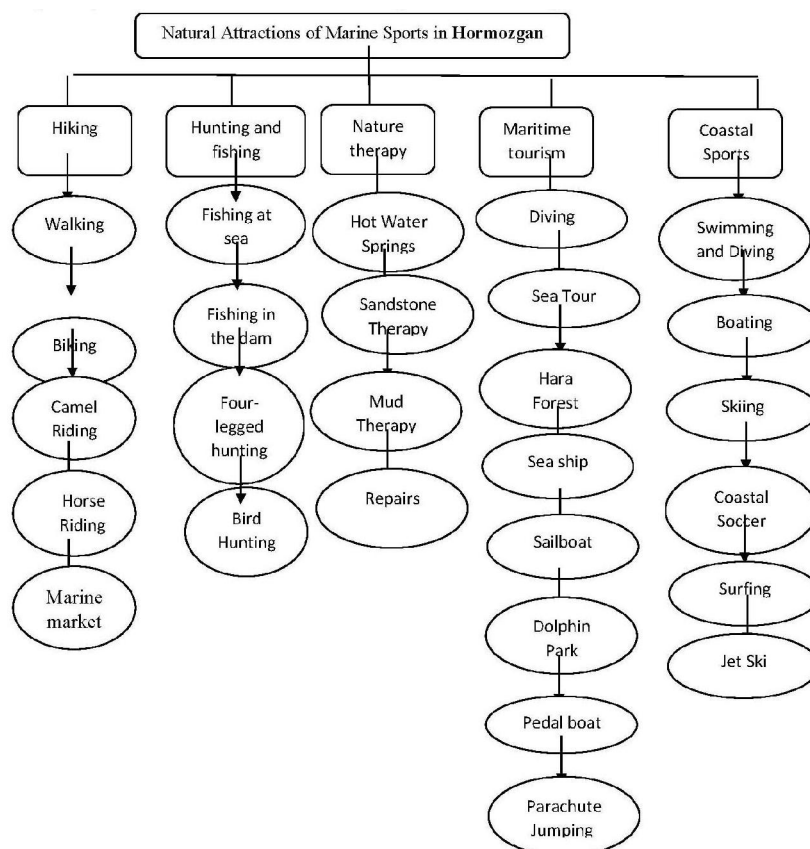 Natural Attractions of Marine Sports in Hormozgan
Hiking
Walking
Biking
Camel
Riding
Horse
Riding
Marine
market
Hunting and
fishing
Fishing at
sea
Fishing in
the dam
Four-
legged
hunting
Bird
Hunting
Nature
therapy
Hot Water
Springs
Sandstone
Therapy
Mud
Therapy
Repairs
Maritime
tourism
Diving
Sea Tour
Hara
Forest
Sea ship
Sailboat
Dolphin
Park
Pedal boat
Parachute
Jumping
Coastal
Sports
Swimming
and Diving
Boating
Skiing
Coastal
Soccer
Surfing
Jet Ski